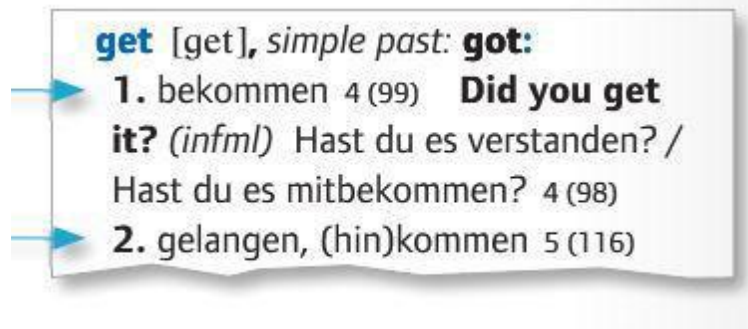 get [get], simple past: got:
1. bekommen 4 (99) Did you get
it? (infml) Hast du es verstanden? /
Hast du es mitbekommen? 4 (98)
2. gelangen, (hin)kommen 5 (116)